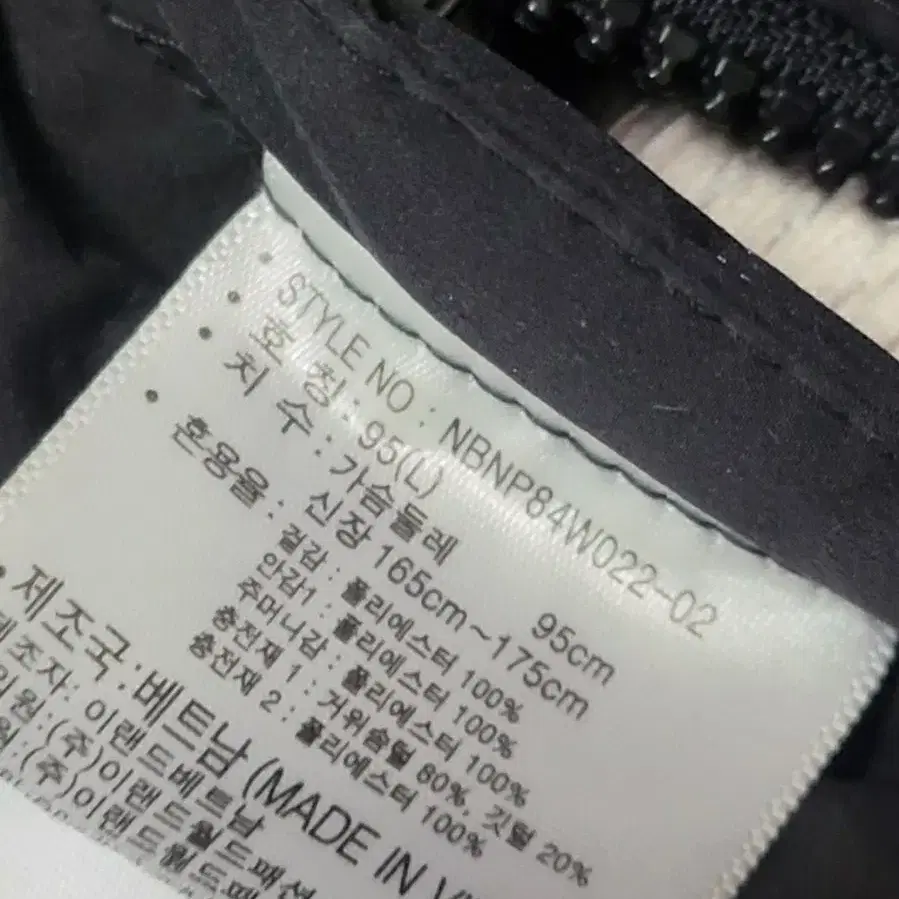 • STYLE NO : NBNP84W022-02
• 호 칭 : 95(L)
• 치 수 : 가슴둘레 95cm
신장 165cm~175cm
• 혼용율 : 겉감 : 폴리에스터 100%
안감1 : 폴리에스터 100%
주머니감 : 폴리에스터 100%
충전재 1 : 거위솜털 80%, 깃털 20%
충전재 2 : 폴리에스터 100%
• 제조국:베트남 (MADE IN
제조자: 이랜드베트남
원:(주)이랜드월드패션
원:(주)이랜드월드패